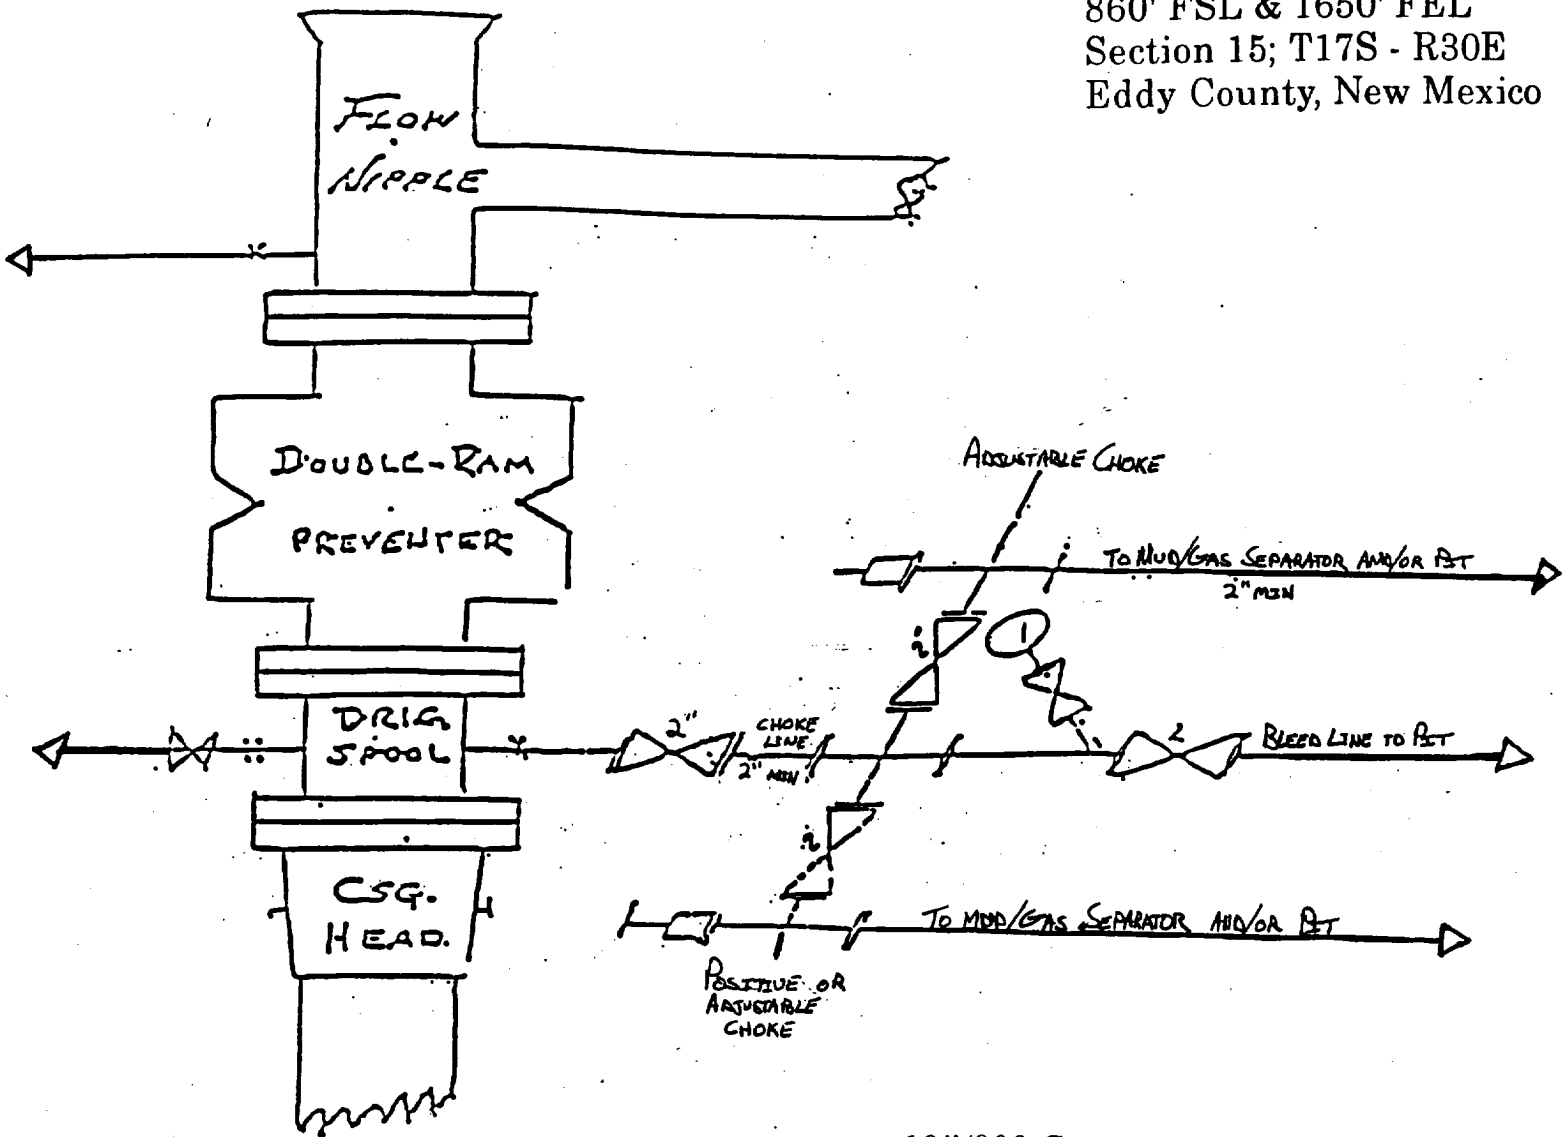 860' FSL & 1650' FEL
Section 15; T17S - R30E
Eddy County, New Mexico
FLOW
NIPPLE
DOUBLE-RAM
PREVENTER
ADJUSTABLE CHOKE
TO MUD/GAS SEPARATOR AND/OR PIT
2" MIN
2"
1
DRLG
SPOOL
2"
CHOKE
LINE
2" MIN
2
BLEED LINE TO PIT
2"
CSG.
HEAD.
TO MUD/GAS SEPARATOR AND/OR PIT
POSITIVE OR
ADJUSTABLE
CHOKE